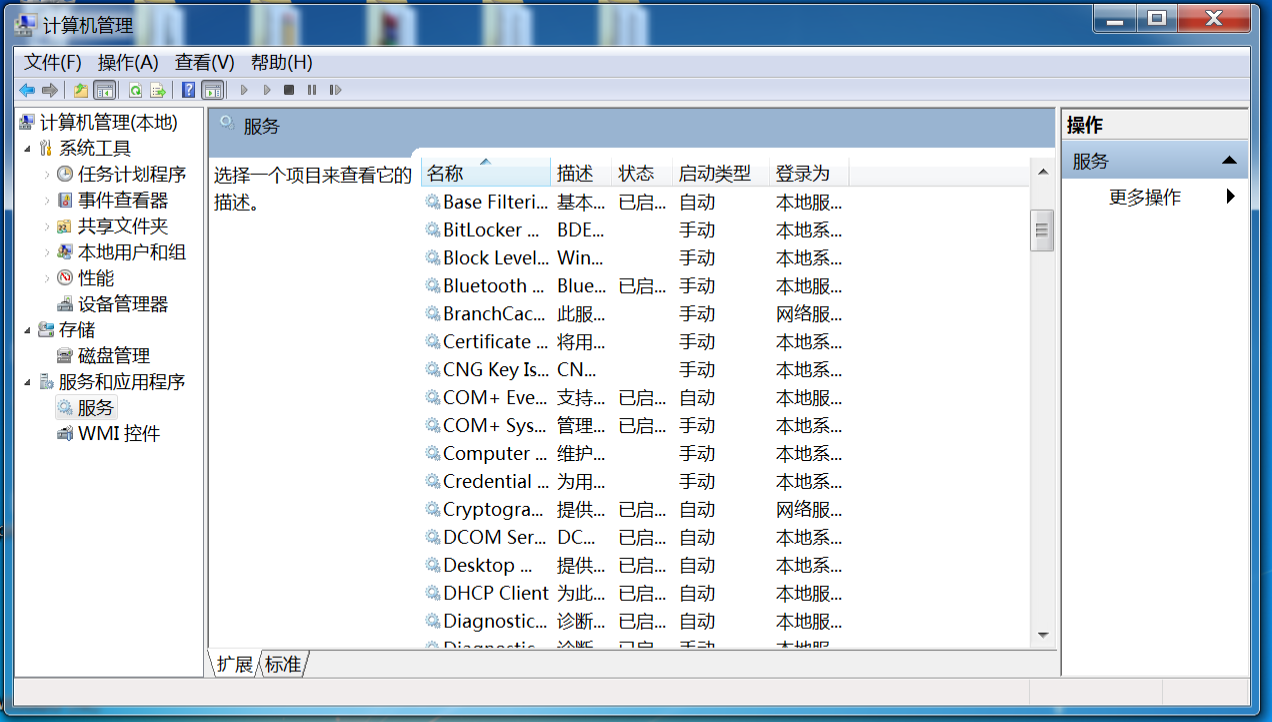 计算机管理
文件(F) 操作(A) 查看(V) 帮助(H)
计算机管理(本地)
系统工具
任务计划程序
事件查看器
共享文件夹
本地用户和组
性能
设备管理器
存储
磁盘管理
服务和应用程序
服务
WMI 控件
服务
选择一个项目来查看它的
描述。
名称 描述 状态 启动类型 登录为
Base Filteri... 基本... 已启... 自动 本地服...
BitLocker ... BDE... 手动 本地系...
Block Level... Win... 手动 本地系...
Bluetooth ... Blue... 已启... 手动 本地服...
BranchCac... 此服... 手动 网络服...
Certificate ... 将用... 手动 本地系...
CNG Key Is... CN... 手动 本地系...
COM+ Eve... 支持... 已启... 自动 本地服...
COM+ Sys... 管理... 已启... 手动 本地系...
Computer ... 维护... 手动 本地系...
Credential ... 为用... 手动 本地系...
Cryptogra... 提供... 已启... 自动 网络服...
DCOM Ser... DC... 已启... 自动 本地系...
Desktop ... 提供... 已启... 自动 本地系...
DHCP Client 为此... 已启... 自动 本地服...
Diagnostic... 诊断... 已启... 自动 本地服...
Diagnostic... 诊断... 已启... 手动 本地服...
扩展 标准
操作
服务
更多操作